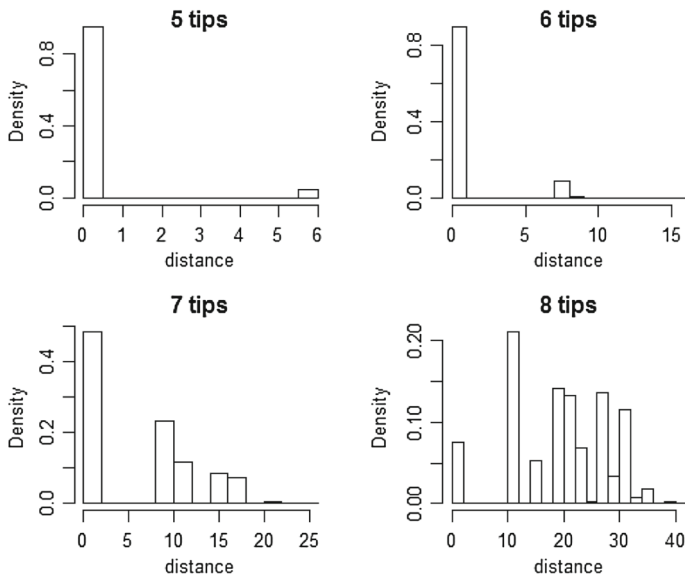 5 tips
Density
0.0 0.4 0.8
0 1 2 3 4 5 6
distance
6 tips
Density
0.0 0.4 0.8
0 5 10 15
distance
7 tips
Density
0.0 0.2 0.4
0 5 10 15 20 25
distance
8 tips
Density
0.00 0.10 0.20
0 10 20 30 40
distance